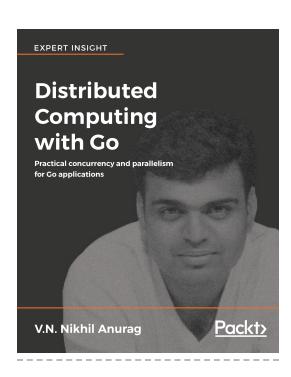 EXPERT INSIGHT
Distributed
Computing
with Go
Practical concurrency and parallelism
for Go applications
V.N. Nikhil Anurag
Packt>